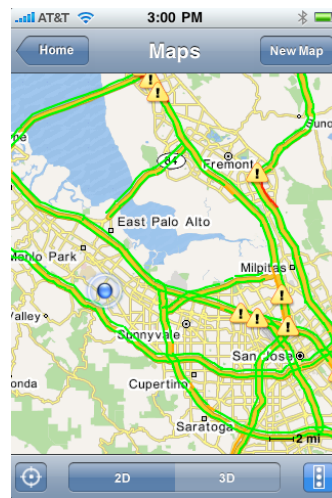 AT&T 3:00 PM
Home Maps New Map
84
Fremont
East Palo Alto
Menlo Park
Milpitas
Valley
Sunnyvale
San Jose
Cupertino
Saratoga
2 mi
2D 3D